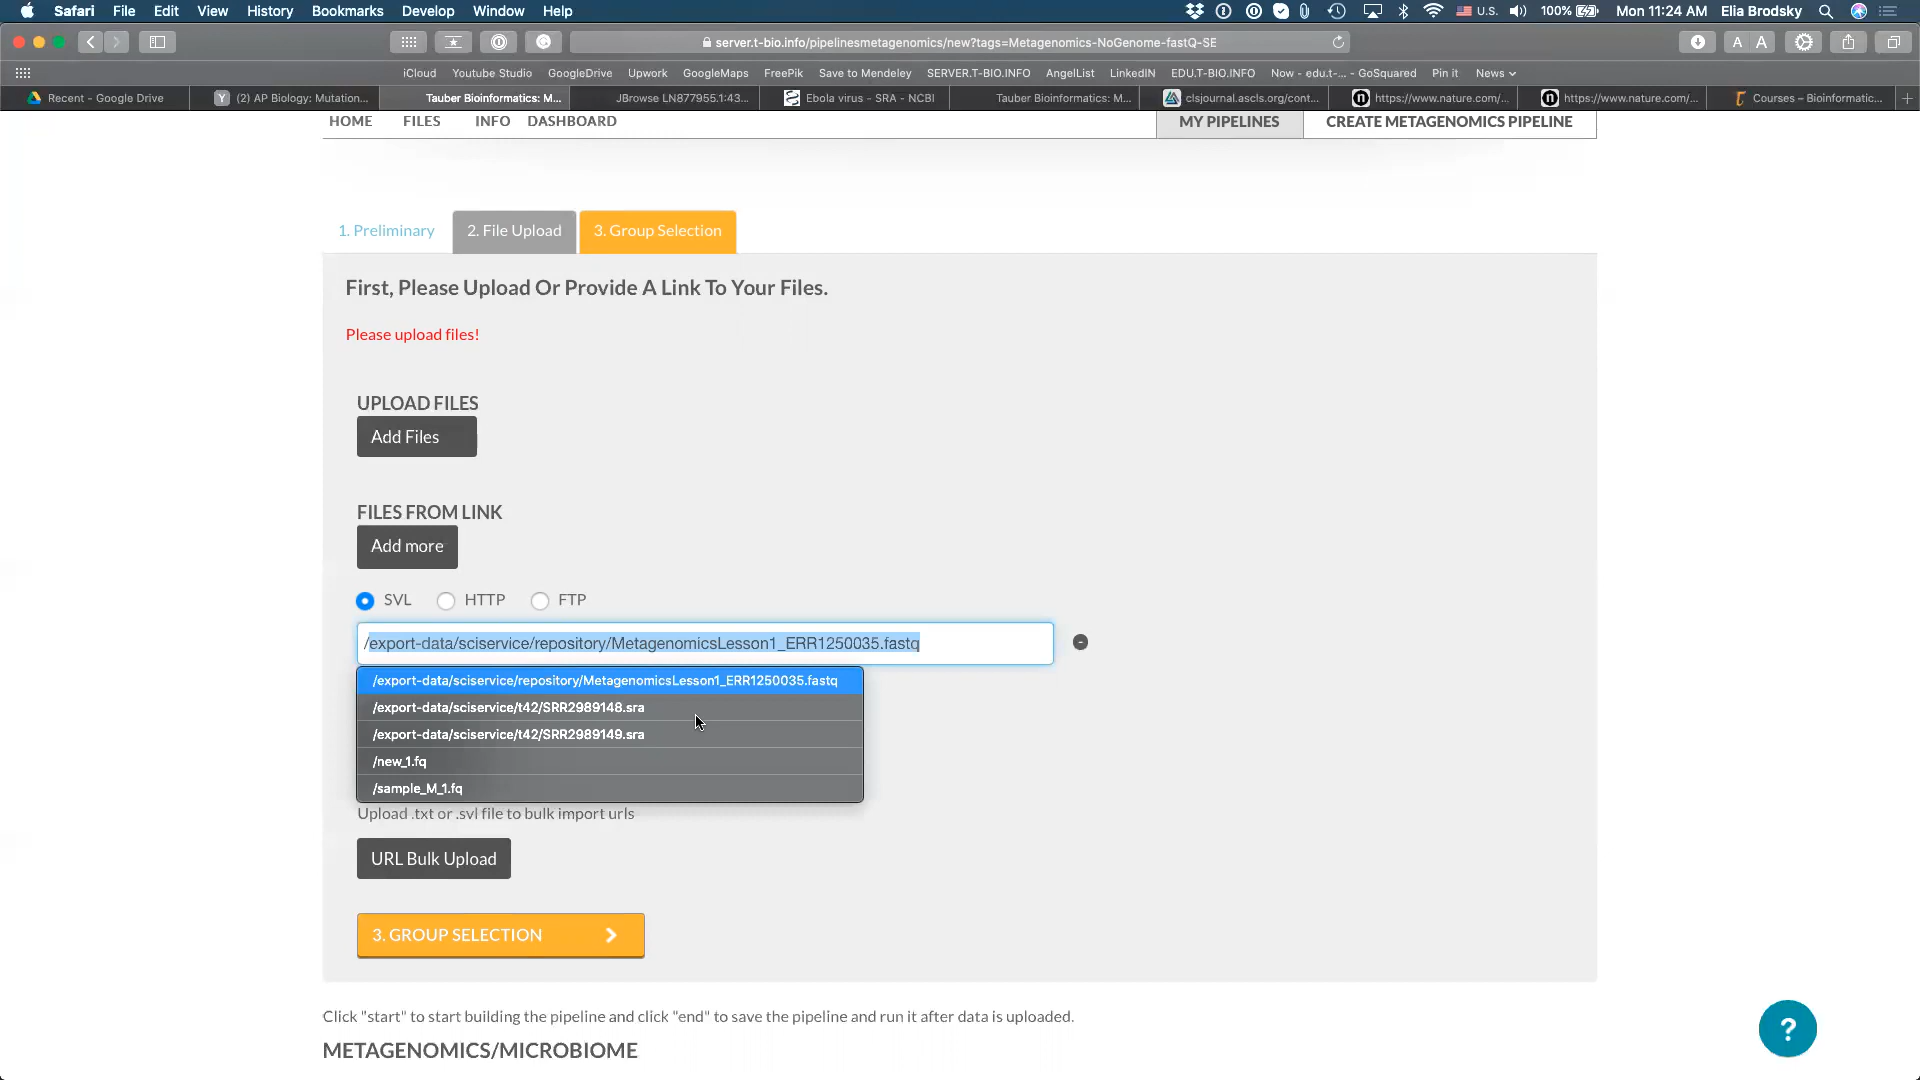 Safari File Edit View History Bookmarks Develop Window Help U.S. 100% Mon 11:24 AM Elia Brodsky
server.t-bio.info/pipelinesmetagenomics/new?tags=Metagenomics-NoGenome-fastQ-SE A A
iCloud Youtube Studio GoogleDrive Upwork GoogleMaps FreePik Save to Mendeley SERVER.T-BIO.INFO AngelList LinkedIN EDU.T-BIO.INFO Now - edu.t-... - GoSquared Pin it News
Recent - Google Drive Y (2) AP Biology: Mutation... Tauber Bioinformatics: M... JBrowse LN877955.1:43... Ebola virus - SRA - NCBI Tauber Bioinformatics: M... clsjournal.ascls.org/cont... n https://www.nature.com/... n https://www.nature.com/... Courses – Bioinformatic... +
HOME FILES INFO DASHBOARD MY PIPELINES CREATE METAGENOMICS PIPELINE
1. Preliminary 2. File Upload 3. Group Selection
First, Please Upload Or Provide A Link To Your Files.
Please upload files!
UPLOAD FILES
Add Files
FILES FROM LINK
Add more
SVL HTTP FTP
/export-data/sciservice/repository/MetagenomicsLesson1_ERR1250035.fastq -
/export-data/sciservice/repository/MetagenomicsLesson1_ERR1250035.fastq
/export-data/sciservice/t42/SRR2989148.sra
/export-data/sciservice/t42/SRR2989149.sra
/new_1.fq
/sample_M_1.fq
Upload .txt or .svl file to bulk import urls
URL Bulk Upload
3. GROUP SELECTION
Click "start" to start building the pipeline and click "end" to save the pipeline and run it after data is uploaded.
METAGENOMICS/MICROBIOME
?